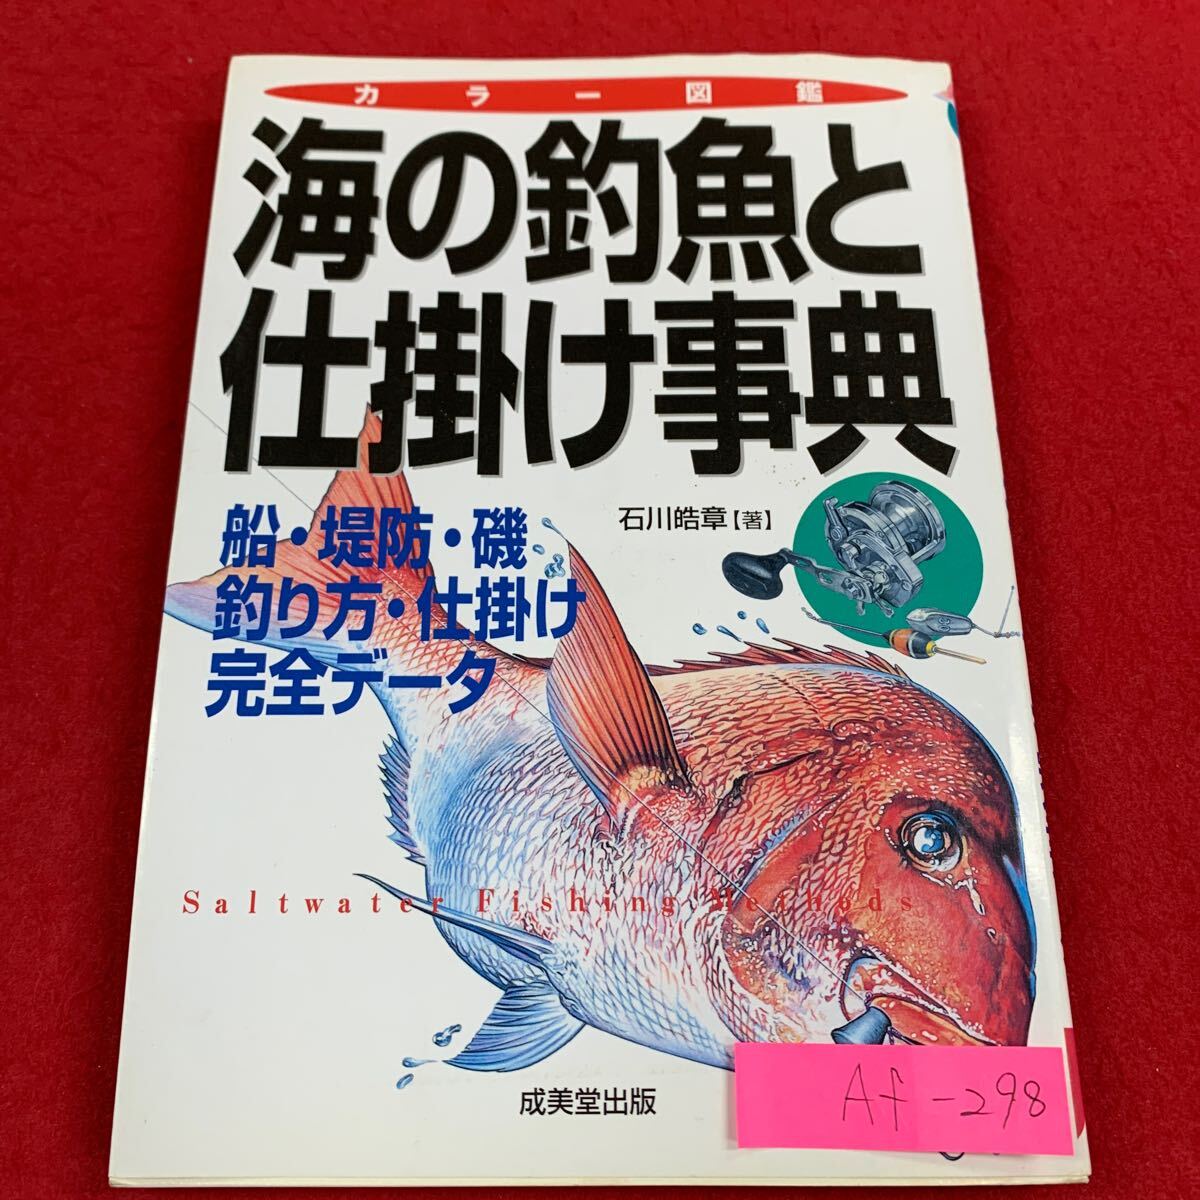 カラー図鑑
海の釣魚と
仕掛け事典
石川皓章【著】
船・堤防・磯
釣り方・仕掛け
完全データ
Saltwater Fishing Methods
成美堂出版
Af-298